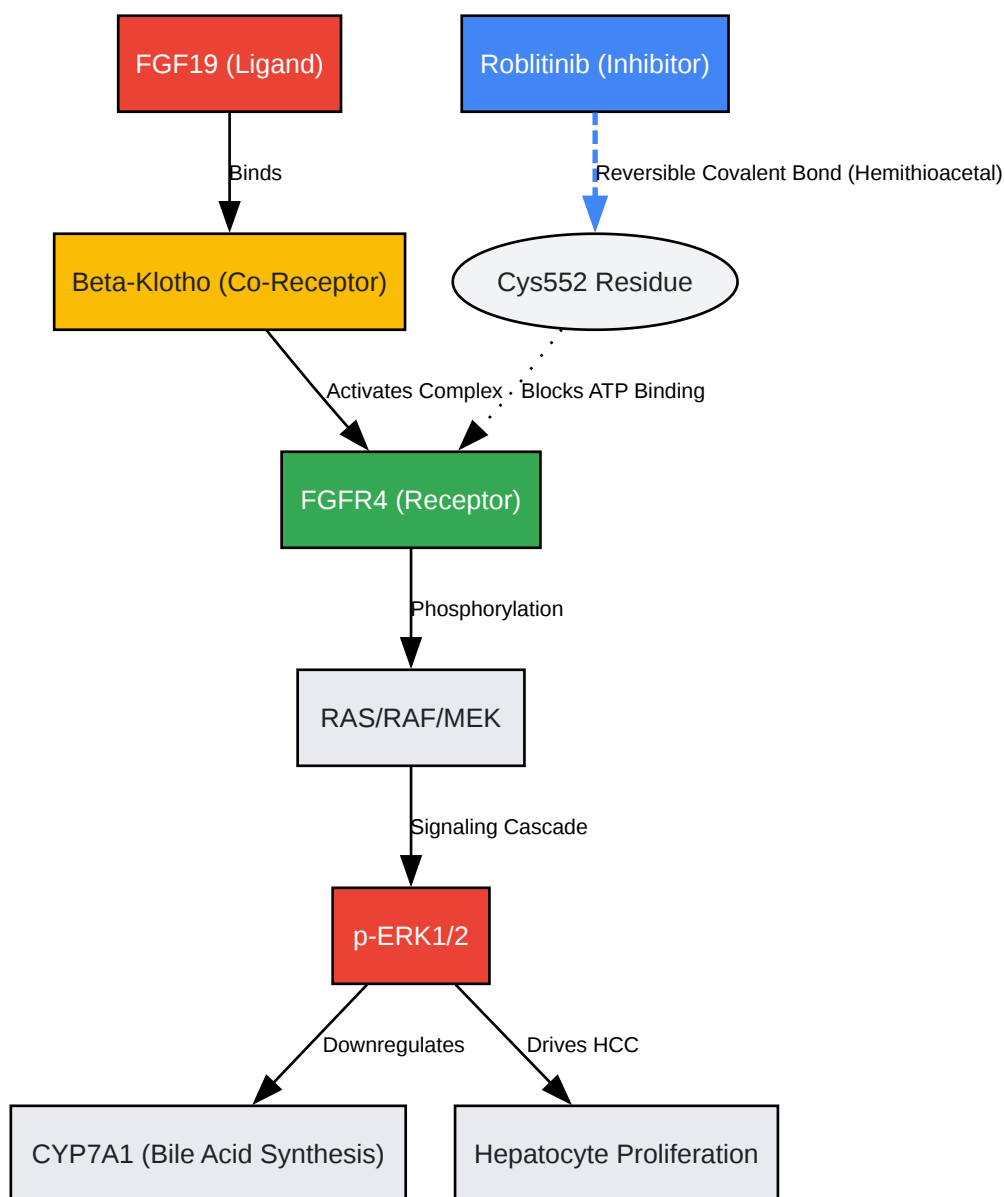 FGF19 (Ligand)
Roblitinib (Inhibitor)
Binds
Reversible Covalent Bond (Hemithioacetal)
Beta-Klotho (Co-Receptor)
Cys552 Residue
Activates Complex
Blocks ATP Binding
FGFR4 (Receptor)
Phosphorylation
RAS/RAF/MEK
Signaling Cascade
p-ERK1/2
Downregulates
Drives HCC
CYP7A1 (Bile Acid Synthesis)
Hepatocyte Proliferation